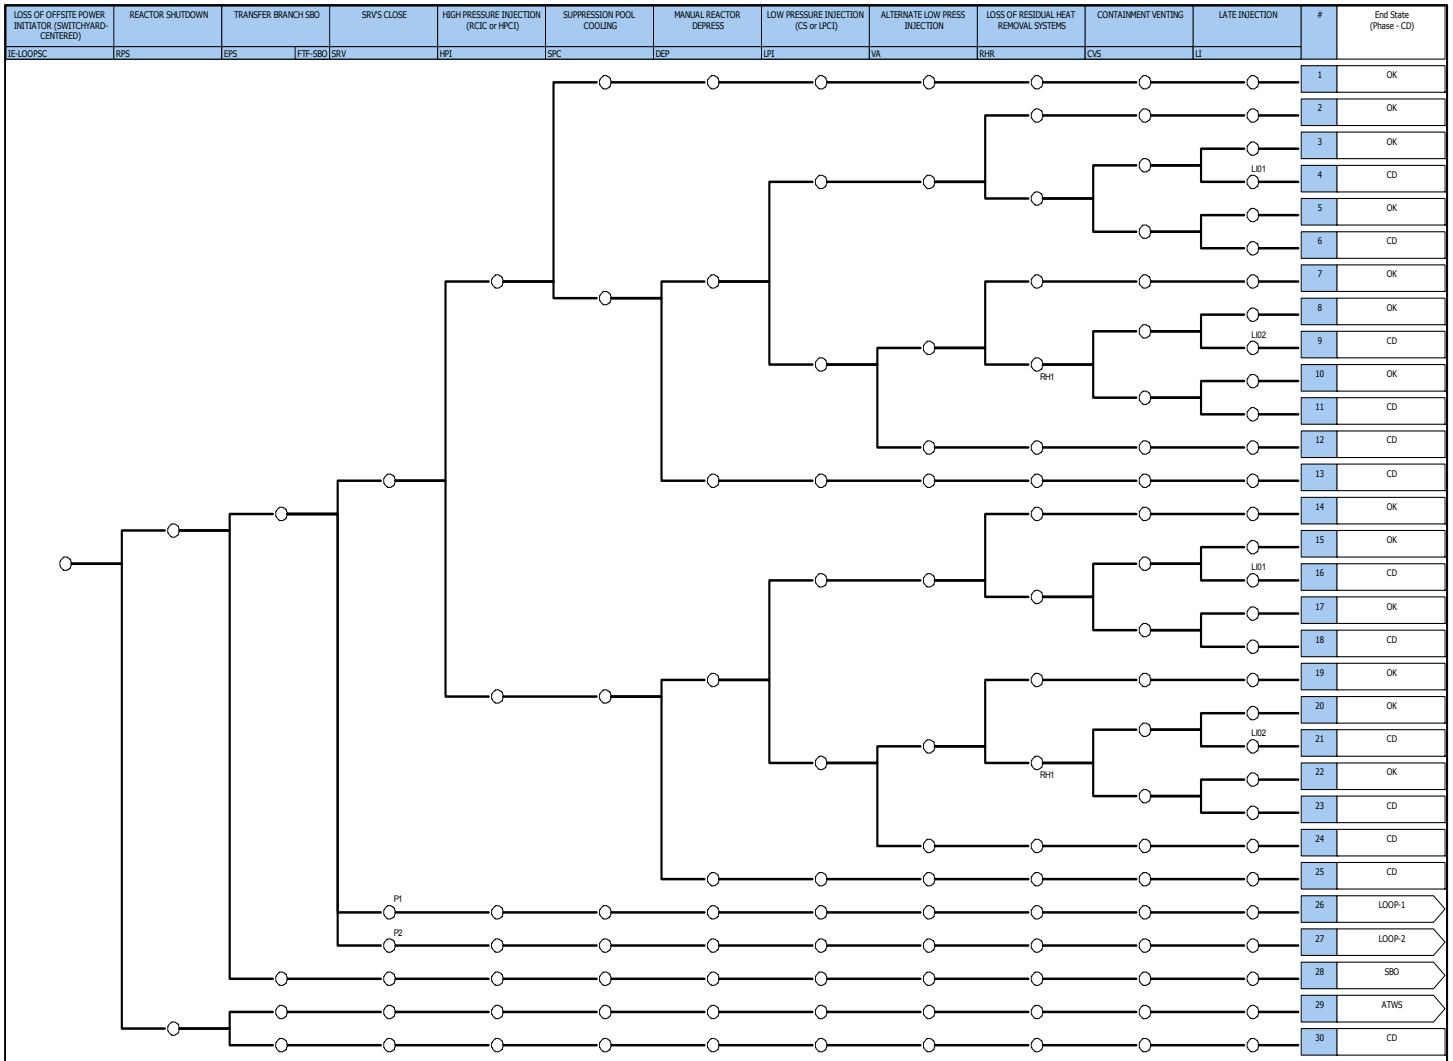 LOSS OF OFFSITE POWER
INITIATOR (SWITCHYARD-
CENTERED)
REACTOR SHUTDOWN
TRANSFER BRANCH SBO
SRV'S CLOSE
HIGH PRESSURE INJECTION
(RCIC or HPCI)
SUPPRESSION POOL
COOLING
MANUAL REACTOR
DEPRESS
LOW PRESSURE INJECTION
(CS or LPCI)
ALTERNATE LOW PRESS
INJECTION
LOSS OF RESIDUAL HEAT
REMOVAL SYSTEMS
CONTAINMENT VENTING
LATE INJECTION
#
End State
(Phase - CD)
IE-LOOPSC
RPS
EPS
FTF-SBO
SRV
HPI
SPC
DEP
LPI
VA
RHR
CVS
LI
1 OK
2 OK
3 OK
LI01
4 CD
5 OK
6 CD
7 OK
8 OK
LI02
9 CD
RH1
10 OK
11 CD
12 CD
13 CD
14 OK
15 OK
LI01
16 CD
17 OK
18 CD
19 OK
20 OK
LI02
21 CD
RH1
22 OK
23 CD
24 CD
25 CD
P1
26 LOOP-1
P2
27 LOOP-2
28 SBO
29 ATWS
30 CD